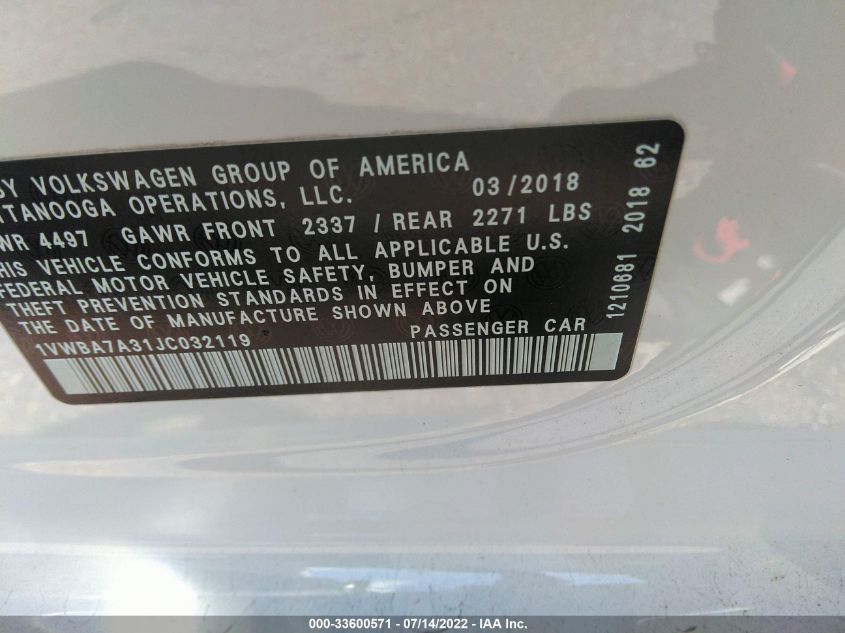 BY VOLKSWAGEN GROUP OF AMERICA
TTANOOGA OPERATIONS, LLC. 03/2018
WR 4497 GAWR FRONT 2337 / REAR 2271 LBS
HIS VEHICLE CONFORMS TO ALL APPLICABLE U.S.
FEDERAL MOTOR VEHICLE SAFETY, BUMPER AND
THEFT PREVENTION STANDARDS IN EFFECT ON
THE DATE OF MANUFACTURE SHOWN ABOVE
1VWBA7A31JC032119 PASSENGER CAR
1210681 2018 62
000-33600571 - 07/14/2022 - IAA Inc.